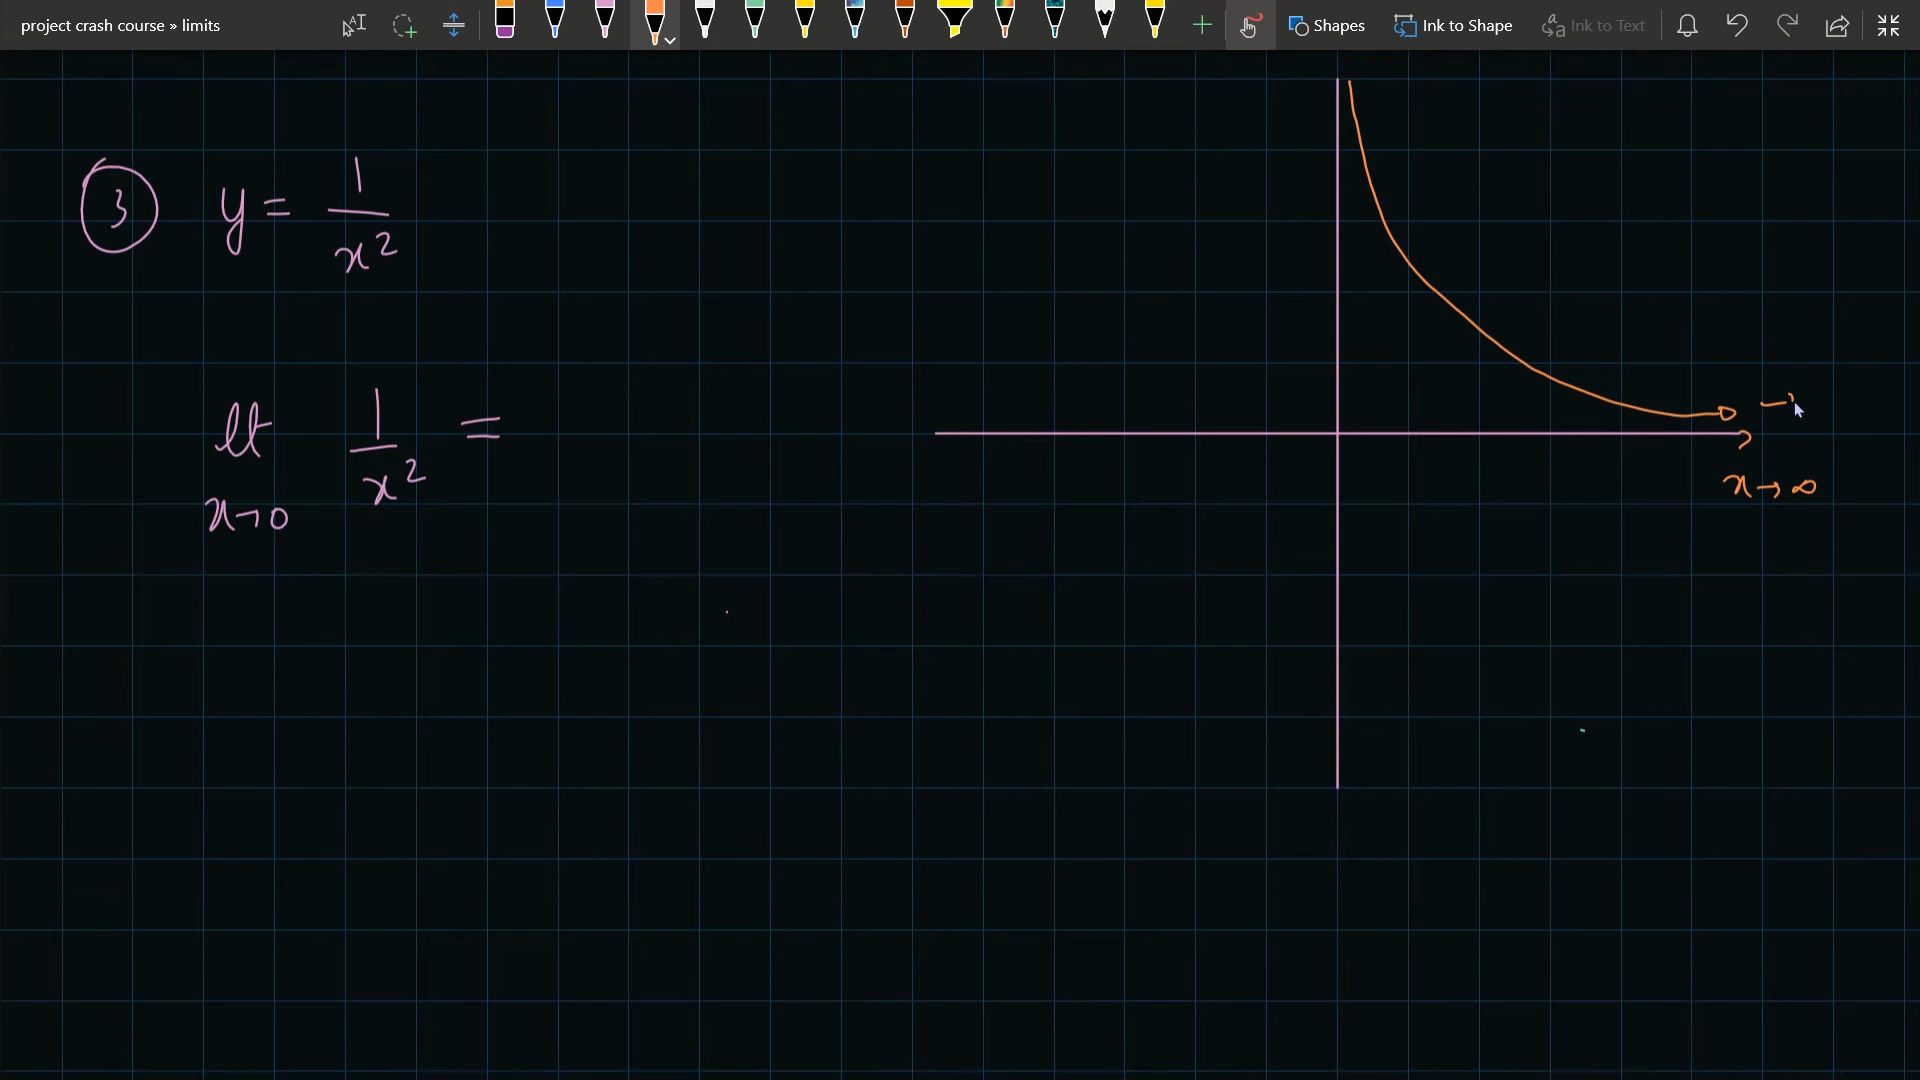 project crash course » limits
Shapes
Ink to Shape
Ink to Text
③ y = 1/x²
lt x→0 1/x² =
x → ∞